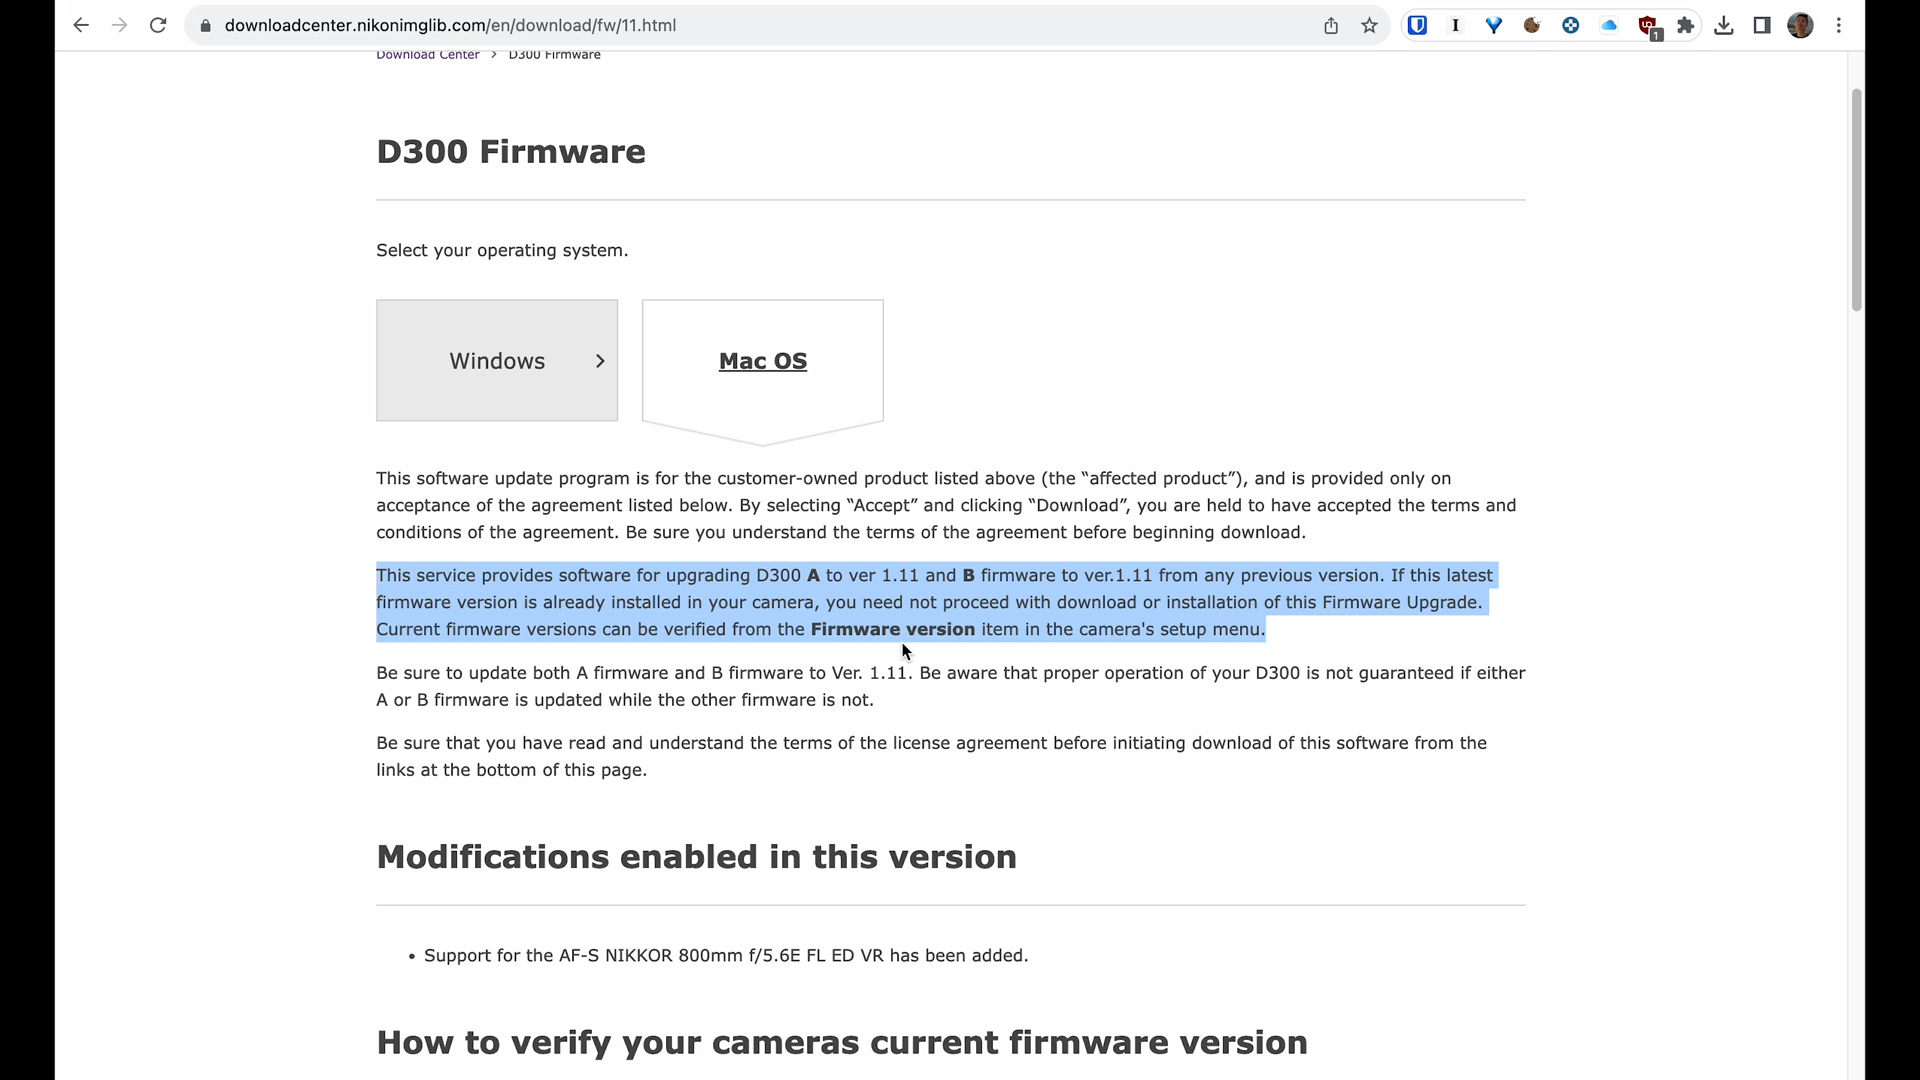 downloadcenter.nikonimglib.com/en/download/fw/11.html
1
Download Center > D300 Firmware
D300 Firmware
Select your operating system.
Windows
Mac OS
This software update program is for the customer-owned product listed above (the “affected product”), and is provided only on
acceptance of the agreement listed below. By selecting “Accept” and clicking “Download”, you are held to have accepted the terms and
conditions of the agreement. Be sure you understand the terms of the agreement before beginning download.
This service provides software for upgrading D300 A to ver 1.11 and B firmware to ver.1.11 from any previous version. If this latest
firmware version is already installed in your camera, you need not proceed with download or installation of this Firmware Upgrade.
Current firmware versions can be verified from the Firmware version item in the camera's setup menu.
Be sure to update both A firmware and B firmware to Ver. 1.11. Be aware that proper operation of your D300 is not guaranteed if either
A or B firmware is updated while the other firmware is not.
Be sure that you have read and understand the terms of the license agreement before initiating download of this software from the
links at the bottom of this page.
Modifications enabled in this version
• Support for the AF-S NIKKOR 800mm f/5.6E FL ED VR has been added.
How to verify your cameras current firmware version